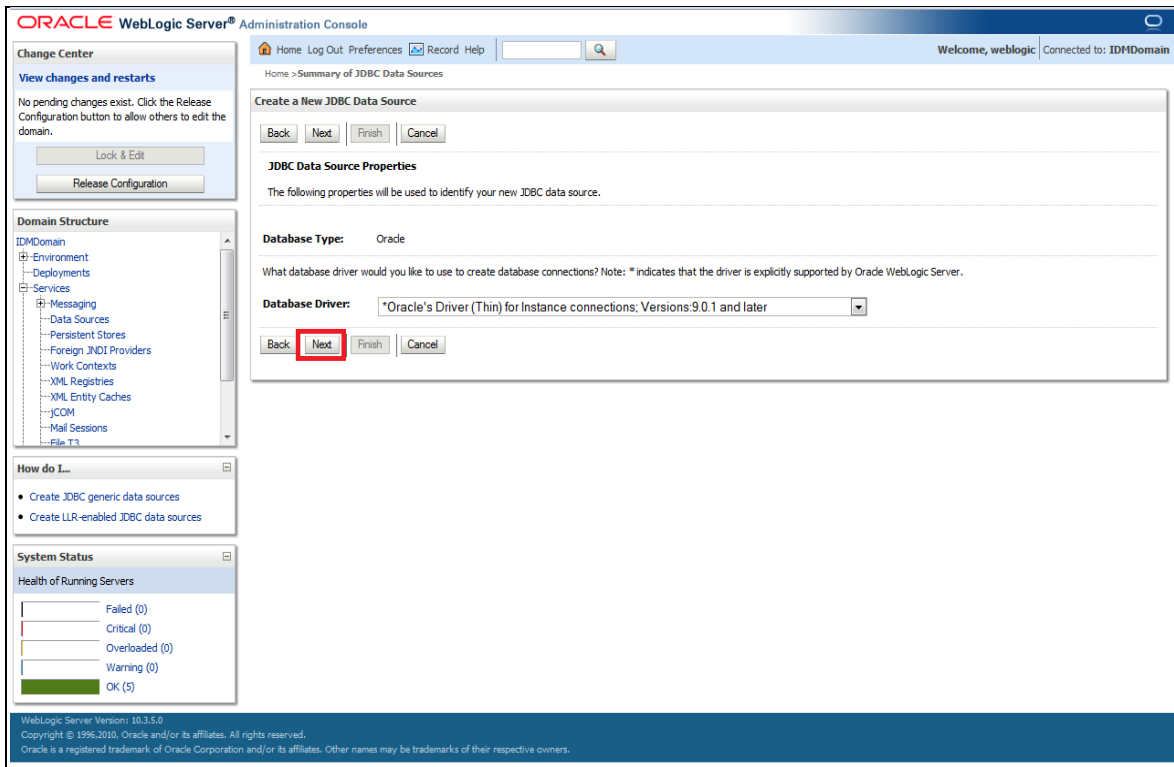 ORACLE WebLogic Server® Administration Console
Change Center
View changes and restarts
No pending changes exist. Click the Release
Configuration button to allow others to edit the
domain.
Lock & Edit
Release Configuration
Domain Structure
IDMDomain
Environment
Deployments
Services
Messaging
Data Sources
Persistent Stores
Foreign JNDI Providers
Work Contexts
XML Registries
XML Entity Caches
jCOM
Mail Sessions
File T3
How do I...
Create JDBC generic data sources
Create LLR-enabled JDBC data sources
System Status
Health of Running Servers
Failed (0)
Critical (0)
Overloaded (0)
Warning (0)
OK (5)
Home Log Out Preferences Record Help
Welcome, weblogic Connected to: IDMDomain
Home >Summary of JDBC Data Sources
Create a New JDBC Data Source
Back Next Finish Cancel
JDBC Data Source Properties
The following properties will be used to identify your new JDBC data source.
Database Type: Oracle
What database driver would you like to use to create database connections? Note: * indicates that the driver is explicitly supported by Oracle WebLogic Server.
Database Driver: *Oracle's Driver (Thin) for Instance connections; Versions:9.0.1 and later
Back Next Finish Cancel
WebLogic Server Version: 10.3.5.0
Copyright © 1996,2010, Oracle and/or its affiliates. All rights reserved.
Oracle is a registered trademark of Oracle Corporation and/or its affiliates. Other names may be trademarks of their respective owners.